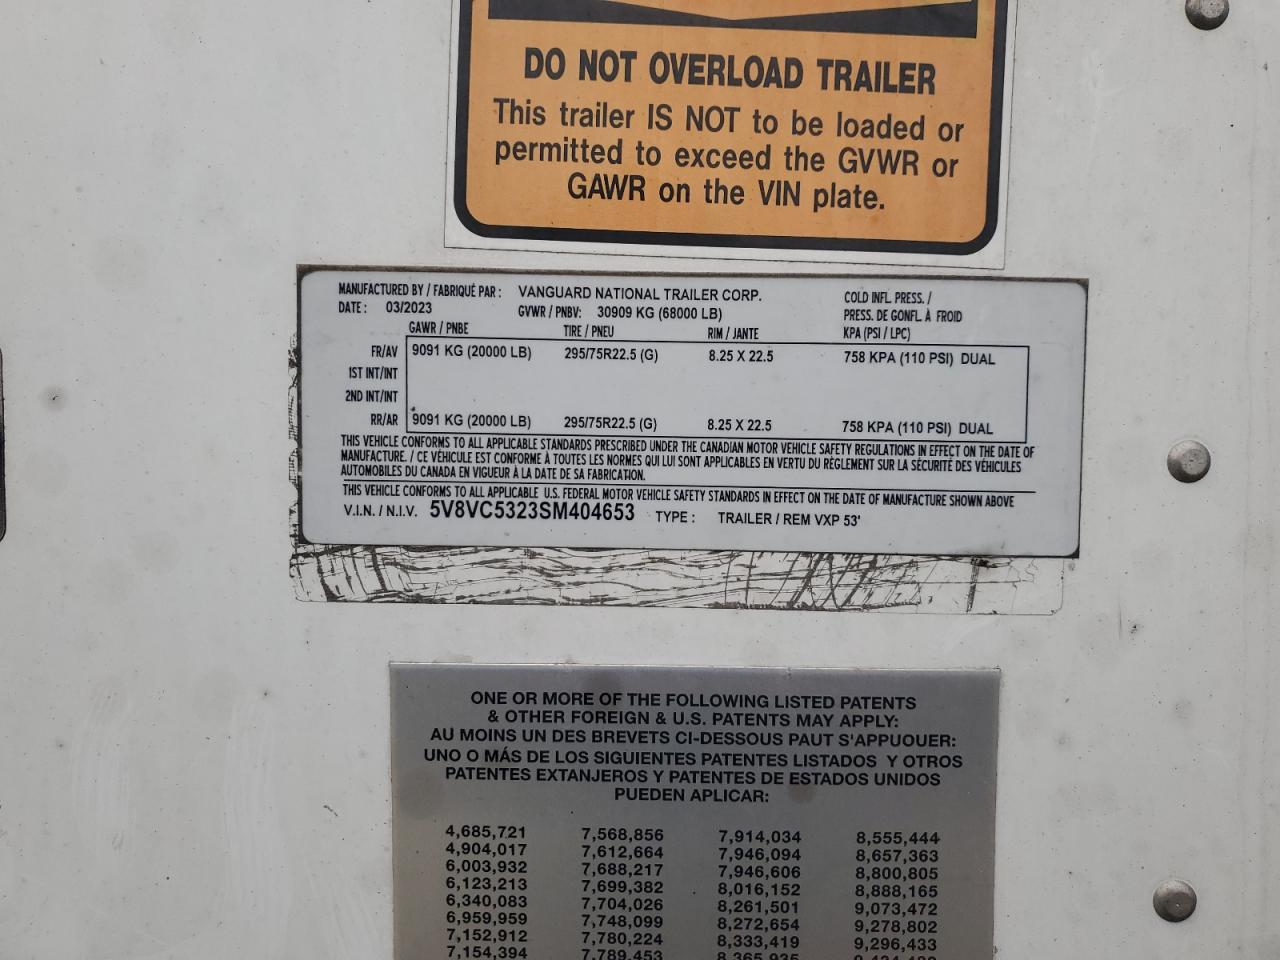 DO NOT OVERLOAD TRAILER
This trailer IS NOT to be loaded or
permitted to exceed the GVWR or
GAWR on the VIN plate.
MANUFACTURED BY / FABRIQUÉ PAR : VANGUARD NATIONAL TRAILER CORP. COLD INFL. PRESS. /
DATE : 03/2023 GVWR / PNBV: 30909 KG (68000 LB) PRESS. DE GONFL. À FROID
GAWR / PNBE TIRE / PNEU RIM / JANTE KPA (PSI / LPC)
FR/AV 9091 KG (20000 LB) 295/75R22.5 (G) 8.25 X 22.5 758 KPA (110 PSI) DUAL
1ST INT/INT
2ND INT/INT
RR/AR 9091 KG (20000 LB) 295/75R22.5 (G) 8.25 X 22.5 758 KPA (110 PSI) DUAL
THIS VEHICLE CONFORMS TO ALL APPLICABLE STANDARDS PRESCRIBED UNDER THE CANADIAN MOTOR VEHICLE SAFETY REGULATIONS IN EFFECT ON THE DATE OF
MANUFACTURE. / CE VÉHICULE EST CONFORME À TOUTES LES NORMES QUI LUI SONT APPLICABLES EN VERTU DU RÈGLEMENT SUR LA SÉCURITÉ DES VÉHICULES
AUTOMOBILES DU CANADA EN VIGUEUR À LA DATE DE SA FABRICATION.
THIS VEHICLE CONFORMS TO ALL APPLICABLE U.S. FEDERAL MOTOR VEHICLE SAFETY STANDARDS IN EFFECT ON THE DATE OF MANUFACTURE SHOWN ABOVE
V.I.N. / N.I.V. 5V8VC5323SM404653 TYPE : TRAILER / REM VXP 53'
ONE OR MORE OF THE FOLLOWING LISTED PATENTS
& OTHER FOREIGN & U.S. PATENTS MAY APPLY:
AU MOINS UN DES BREVETS CI-DESSOUS PAUT S'APPUOUER:
UNO O MÁS DE LOS SIGUIENTES PATENTES LISTADOS Y OTROS
PATENTES EXTANJEROS Y PATENTES DE ESTADOS UNIDOS
PUEDEN APLICAR:
4,685,721 7,568,856 7,914,034 8,555,444
4,904,017 7,612,664 7,946,094 8,657,363
6,003,932 7,688,217 7,946,606 8,800,805
6,123,213 7,699,382 8,016,152 8,888,165
6,340,083 7,704,026 8,261,501 9,073,472
6,959,959 7,748,099 8,272,654 9,278,802
7,152,912 7,780,224 8,333,419 9,296,433
7,154,394 7,789,453 8,365,935